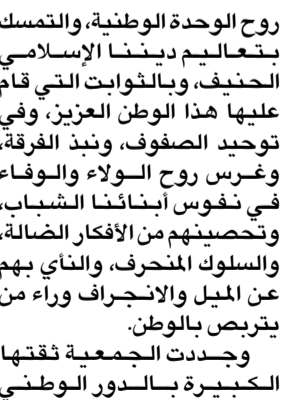 روح الوحدة الوطنية، والتمسك
بتعاليم ديننا الإسلامي
الحنيف، وبالثوابت التي قام
عليها هذا الوطن العزيز، وفي
توحيد الصفوف، ونبذ الفرقة،
وغرس روح الولاء والوفاء
في نفوس أبنائنا الشباب،
وتحصينهم من الأفكار الضالة،
والسلوك المنحرف، والنأي بهم
عن الميل والانجراف وراء من
يتربص بالوطن.
وجددت الجمعية ثقتها
الكبيرة بالدور الوطني